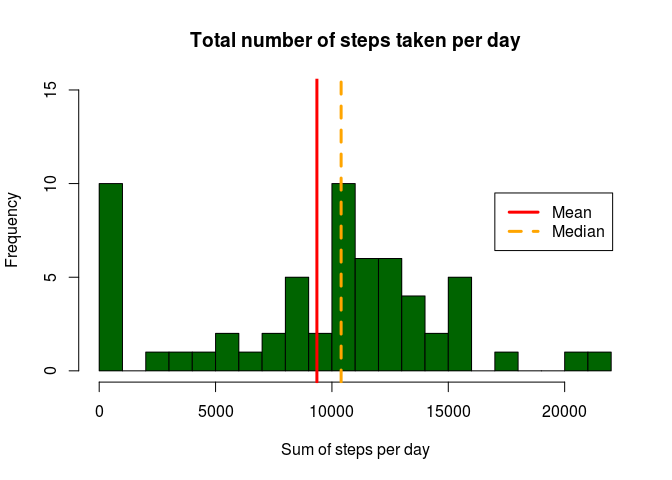 Total number of steps taken per day
15
10
5
0
Frequency
Mean
Median
0 5000 10000 15000 20000
Sum of steps per day